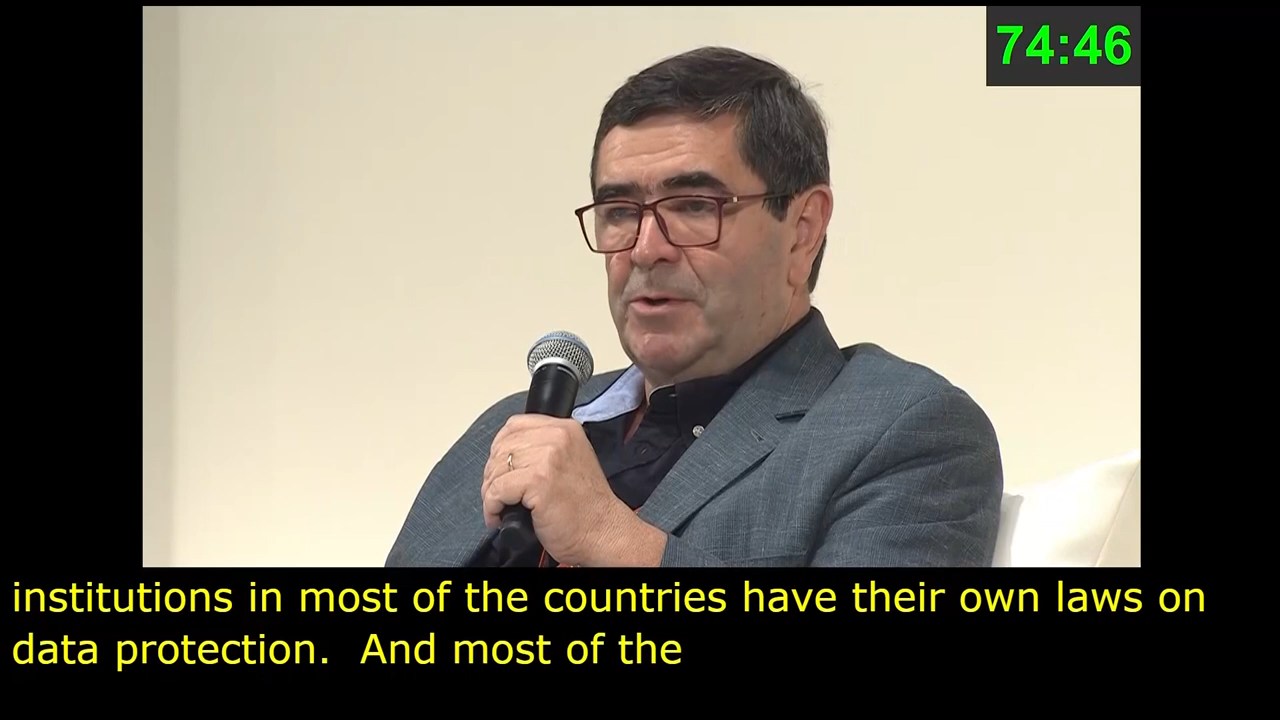 74:46
institutions in most of the countries have their own laws on
data protection.  And most of the